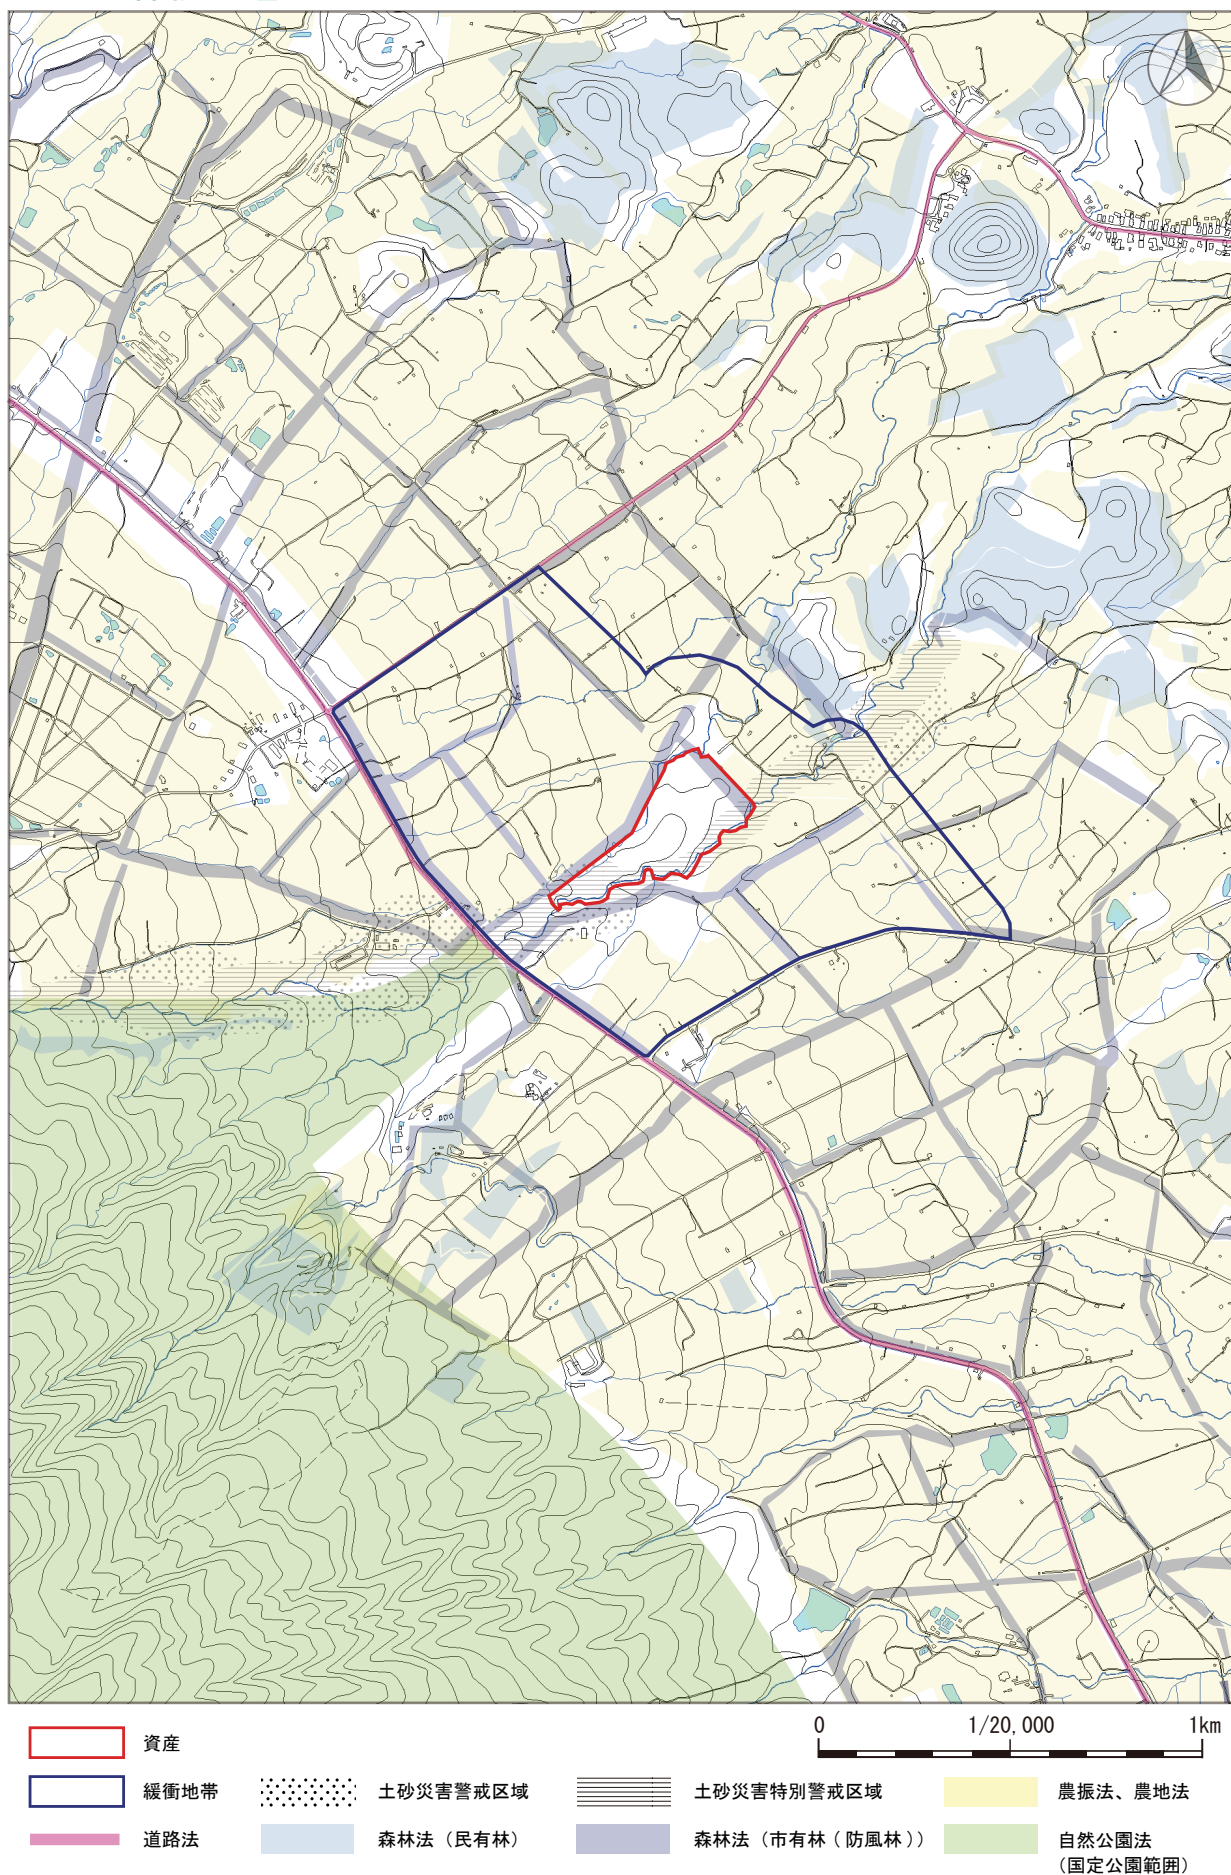 0 1/20,000 1km
資産
緩衝地帯
土砂災害警戒区域
土砂災害特別警戒区域
農振法、農地法
道路法
森林法（民有林）
森林法（市有林（防風林））
自然公園法
（国定公園範囲）